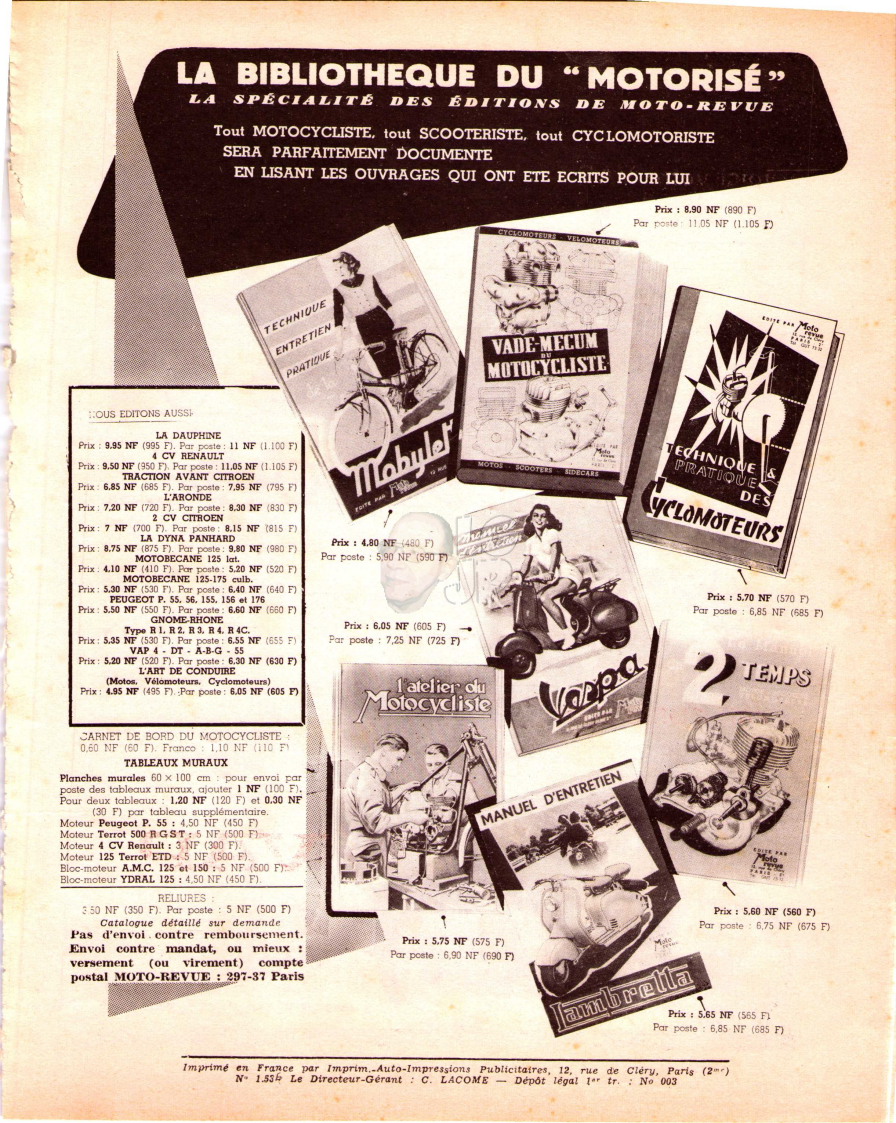 LA BIBLIOTHEQUE DU “ MOTORISÉ ”
LA SPÉCIALITÉ DES ÉDITIONS DE MOTO-REVUE
Tout MOTOCYCLISTE, tout SCOOTERISTE, tout CYCLOMOTORISTE
SERA PARFAITEMENT DOCUMENTE
EN LISANT LES OUVRAGES QUI ONT ETE ECRITS POUR LUI
Prix : 8.90 NF (890 F)
Par poste : 11,05 NF (1.105 F)
TECHNIQUE
ENTRETIEN
PRATIQUE
Mobylet
EDITE PAR Moto revue
CYCLOMOTEURS - VELOMOTEURS
VADE-MECUM
DU
MOTOCYCLISTE
MOTOS - SCOOTERS - SIDECARS
EDITE PAR
Moto
revue
PARIS - 2e
TECHNIQUE &
PRATIQUE
DES
CYCLOMOTEURS
Prix : 4.80 NF (480 F)
Par poste : 5,90 NF (590 F)
Prix : 5.70 NF (570 F)
Par poste : 6,85 NF (685 F)
manuel
d'entretien
Vespa
EDITÉ PAR
Prix : 6.05 NF (605 F)
Par poste : 7,25 NF (725 F)
l'atelier du
Motocycliste
2 TEMPS
EDITE PAR
Moto
revue
MANUEL D'ENTRETIEN
Lambretta
Prix : 5.75 NF (575 F)
Par poste : 6,90 NF (690 F)
Prix : 5.60 NF (560 F)
Par poste : 6,75 NF (675 F)
Prix : 5.65 NF (565 F)
Par poste : 6,85 NF (685 F)
NOUS EDITONS AUSSI
LA DAUPHINE
Prix : 9.95 NF (995 F). Par poste : 11 NF (1.100 F)
4 CV RENAULT
Prix : 9.50 NF (950 F). Par poste : 11.05 NF (1.105 F)
TRACTION AVANT CITROEN
Prix : 6.85 NF (685 F). Par poste : 7,95 NF (795 F)
L'ARONDE
Prix : 7.20 NF (720 F). Par poste : 8.30 NF (830 F)
2 CV CITROEN
Prix : 7 NF (700 F). Par poste : 8.15 NF (815 F)
LA DYNA PANHARD
Prix : 8.75 NF (875 F). Par poste : 9.80 NF (980 F)
MOTOBECANE 125 lat.
Prix : 4.10 NF (410 F). Par poste : 5.20 NF (520 F)
MOTOBECANE 125-175 culb.
Prix : 5.30 NF (530 F). Par poste : 6.40 NF (640 F)
PEUGEOT P. 55, 56, 155, 156 et 176
Prix : 5.50 NF (550 F). Par poste : 6.60 NF (660 F)
GNOME-RHONE
Type R 1, R 2, R 3, R 4, R 4C.
Prix : 5.35 NF (530 F). Par poste : 6.55 NF (655 F)
VAP 4 - DT - A-B-G - 55
Prix : 5.20 NF (520 F). Par poste : 6.30 NF (630 F)
L'ART DE CONDUIRE
(Motos, Vélomoteurs, Cyclomoteurs)
Prix : 4.95 NF (495 F). Par poste : 6.05 NF (605 F)
CARNET DE BORD DU MOTOCYCLISTE :
0,60 NF (60 F). Franco : 1,10 NF (110 F)
TABLEAUX MURAUX
Planches murales 60 × 100 cm : pour envoi par
poste des tableaux muraux, ajouter 1 NF (100 F).
Pour deux tableaux : 1.20 NF (120 F) et 0.30 NF
(30 F) par tableau supplémentaire.
Moteur Peugeot P. 55 : 4,50 NF (450 F)
Moteur Terrot 500 R G S T : 5 NF (500 F).
Moteur 4 CV Renault : 3 NF (300 F).
Moteur 125 Terrot ETD : 5 NF (500 F).
Bloc-moteur A.M.C. 125 et 150 : 5 NF (500 F).
Bloc-moteur YDRAL 125 : 4,50 NF (450 F).
RELIURES :
3.50 NF (350 F). Par poste : 5 NF (500 F)
Catalogue détaillé sur demande
Pas d'envoi contre remboursement.
Envoi contre mandat, ou mieux :
versement (ou virement) compte
postal MOTO-REVUE : 297-37 Paris
Imprimé en France par Imprim.-Auto-Impressions Publicitaires, 12, rue de Cléry, Paris (2me)
Le Directeur-Gérant : C. LACOME — Dépôt légal 1er tr. : No 003